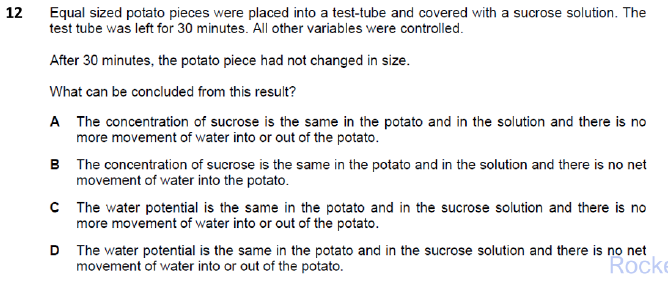 12 Equal sized potato pieces were placed into a test-tube and covered with a sucrose solution. The
test tube was left for 30 minutes. All other variables were controlled.
After 30 minutes, the potato piece had not changed in size.
What can be concluded from this result?
A The concentration of sucrose is the same in the potato and in the solution and there is no
more movement of water into or out of the potato.
B The concentration of sucrose is the same in the potato and in the solution and there is no net
movement of water into the potato.
C The water potential is the same in the potato and in the sucrose solution and there is no
more movement of water into or out of the potato.
D The water potential is the same in the potato and in the sucrose solution and there is no net
movement of water into or out of the potato.